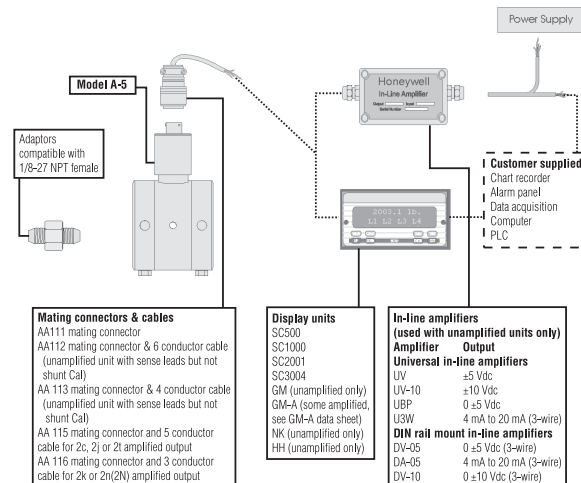 Power Supply
Model A-5
Adaptors
compatible with
1/8-27 NPT female
Honeywell
In-Line Amplifier
Output Input
Serial Number
2003.1 lb.
L1 L2 L3 L4
Customer supplied
Chart recorder
Alarm panel
Data acquisition
Computer
PLC
Mating connectors & cables
AA111 mating connector
AA112 mating connector & 6 conductor cable
(unamplified unit with sense leads but not
shunt Cal)
AA 113 mating connector & 4 conductor cable
(unamplified unit with sense leads but not
shunt Cal)
AA 115 mating connector and 5 conductor
cable for 2c, 2j or 2t amplified output
AA 116 mating connector and 3 conductor
cable for 2k or 2n(2N) amplified output
Display units
SC500
SC1000
SC2001
SC3004
GM (unamplified only)
GM-A (some amplified,
see GM-A data sheet)
NK (unamplified only)
HH (unamplified only)
In-line amplifiers
(used with unamplified units only)
Amplifier Output
Universal in-line amplifiers
UV ±5 Vdc
UV-10 ±10 Vdc
UBP 0 ±5 Vdc
U3W 4 mA to 20 mA (3-wire)
DIN rail mount in-line amplifiers
DV-05 0 ±5 Vdc (3-wire)
DA-05 4 mA to 20 mA (3-wire)
DV-10 0 ±10 Vdc (3-wire)